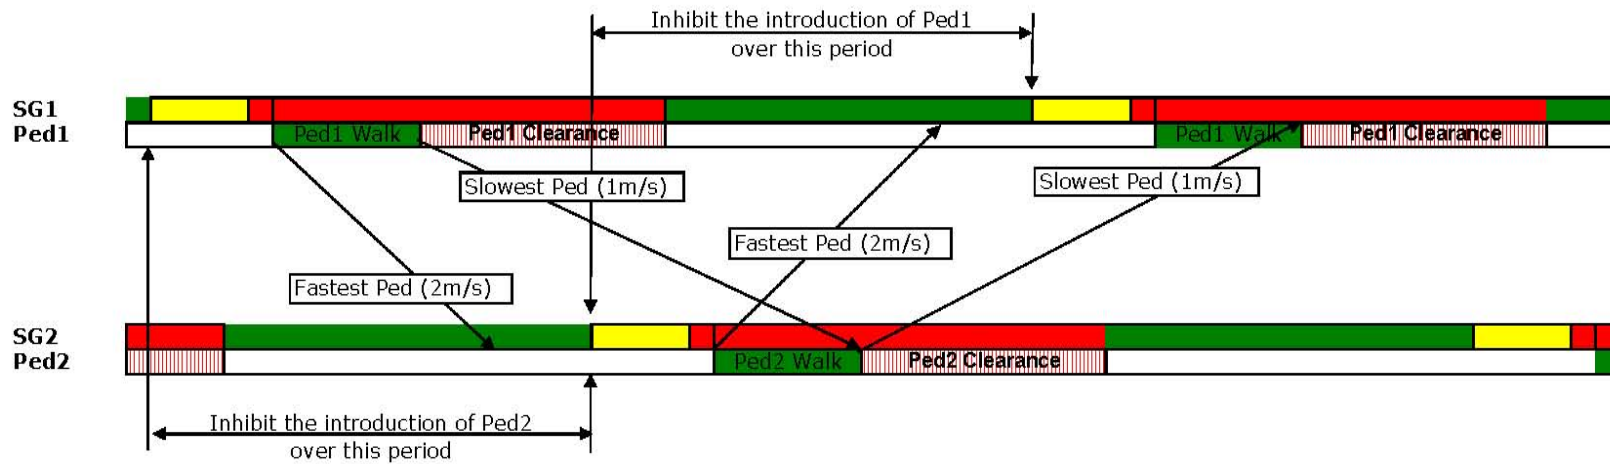 Inhibit the introduction of Ped1
over this period
SG1
Ped1
Ped1 Walk
Ped1 Clearance
Ped1 Walk
Ped1 Clearance
Slowest Ped (1m/s)
Slowest Ped (1m/s)
Fastest Ped (2m/s)
Fastest Ped (2m/s)
SG2
Ped2
Ped2 Walk
Ped2 Clearance
Inhibit the introduction of Ped2
over this period